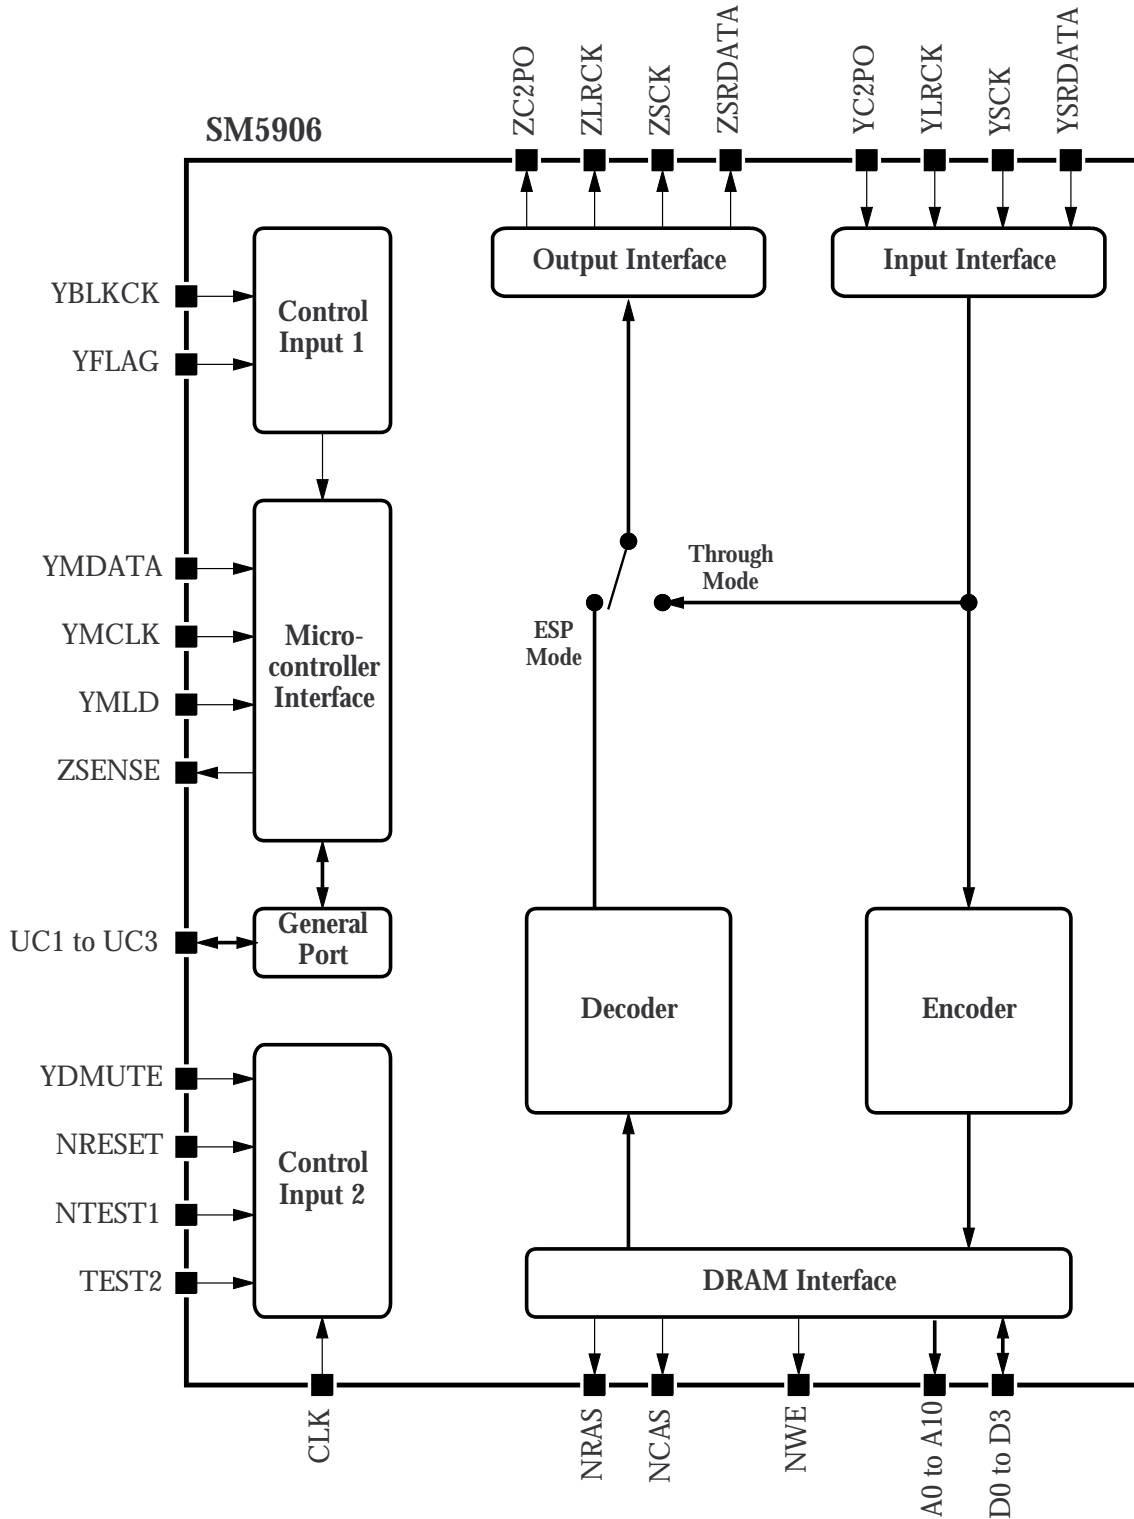 ZC2PO
ZLRCK
ZSCK
ZSRDATA
YC2PO
YLRCK
YSCK
YSRDATA
SM5906
Output Interface
Input Interface
YBLKCK
YFLAG
Control
Input 1
YMDATA
YMCLK
YMLD
ZSENSE
Micro-
controller
Interface
Through
Mode
ESP
Mode
UC1 to UC3
General
Port
Decoder
Encoder
YDMUTE
NRESET
NTEST1
TEST2
Control
Input 2
DRAM Interface
CLK
NRAS
NCAS
NWE
A0 to A10
D0 to D3